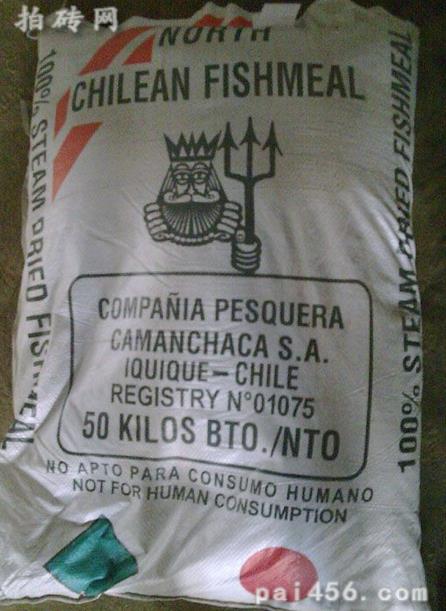 拍砖网
NORTH
CHILEAN FISHMEAL
100% STEAM DRIED FISHMEAL
100% STEAM DRIED FISHMEAL
COMPAÑIA PESQUERA
CAMANCHACA S.A.
IQUIQUE-CHILE
REGISTRY N°01075
50 KILOS BTO./NTO
NO APTO PARA CONSUMO HUMANO
NOT FOR HUMAN CONSUMPTION
pai456.com